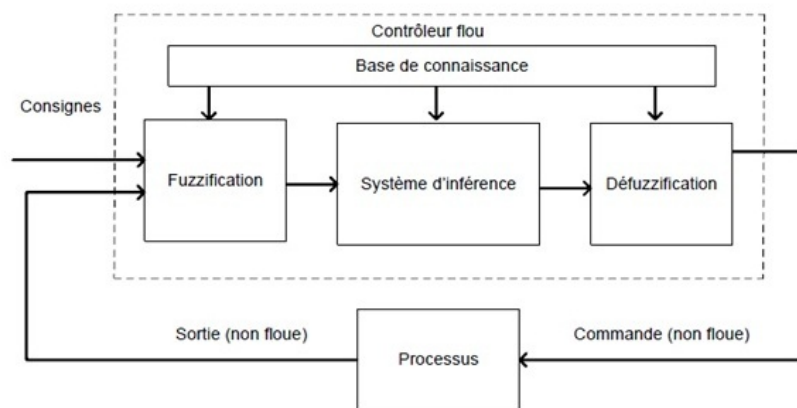 Contrôleur flou
Base de connaissance
Consignes
Fuzzification
Système d'inférence
Défuzzification
Sortie (non floue)
Commande (non floue)
Processus